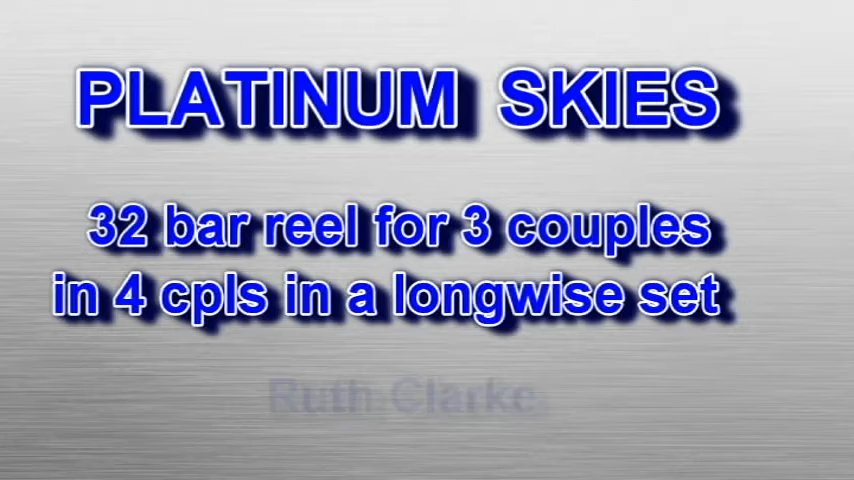 PLATINUM SKIES
32 bar reel for 3 couples
in 4 cpls in a longwise set
Ruth Clarke